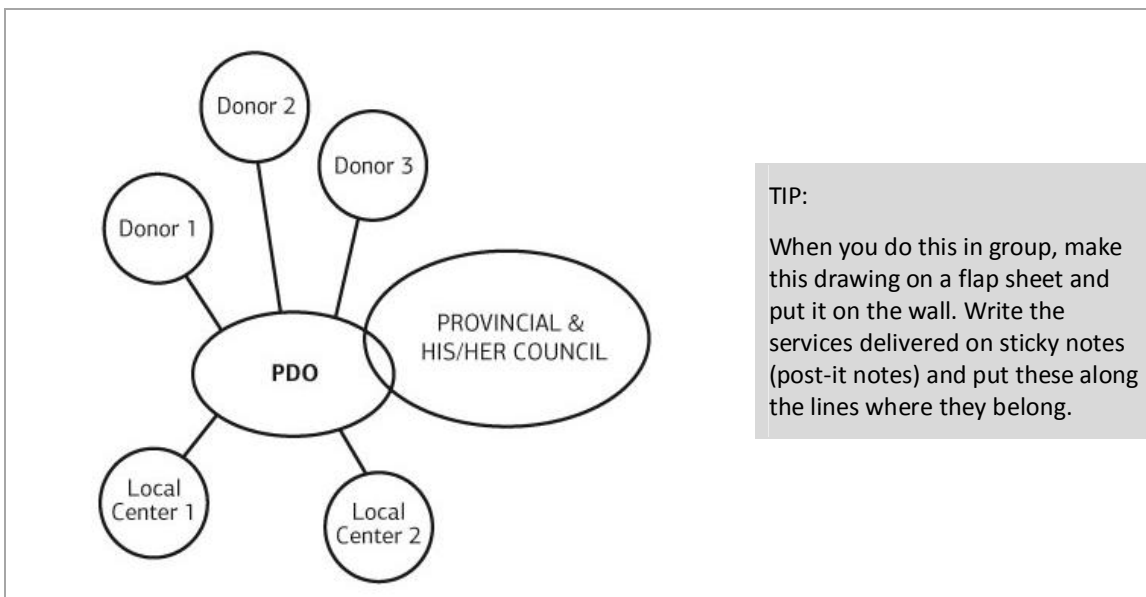 Donor 2
Donor 3
Donor 1
PROVINCIAL &
HIS/HER COUNCIL
PDO
Local
Center 1
Local
Center 2
TIP:
When you do this in group, make
this drawing on a flap sheet and
put it on the wall. Write the
services delivered on sticky notes
(post-it notes) and put these along
the lines where they belong.